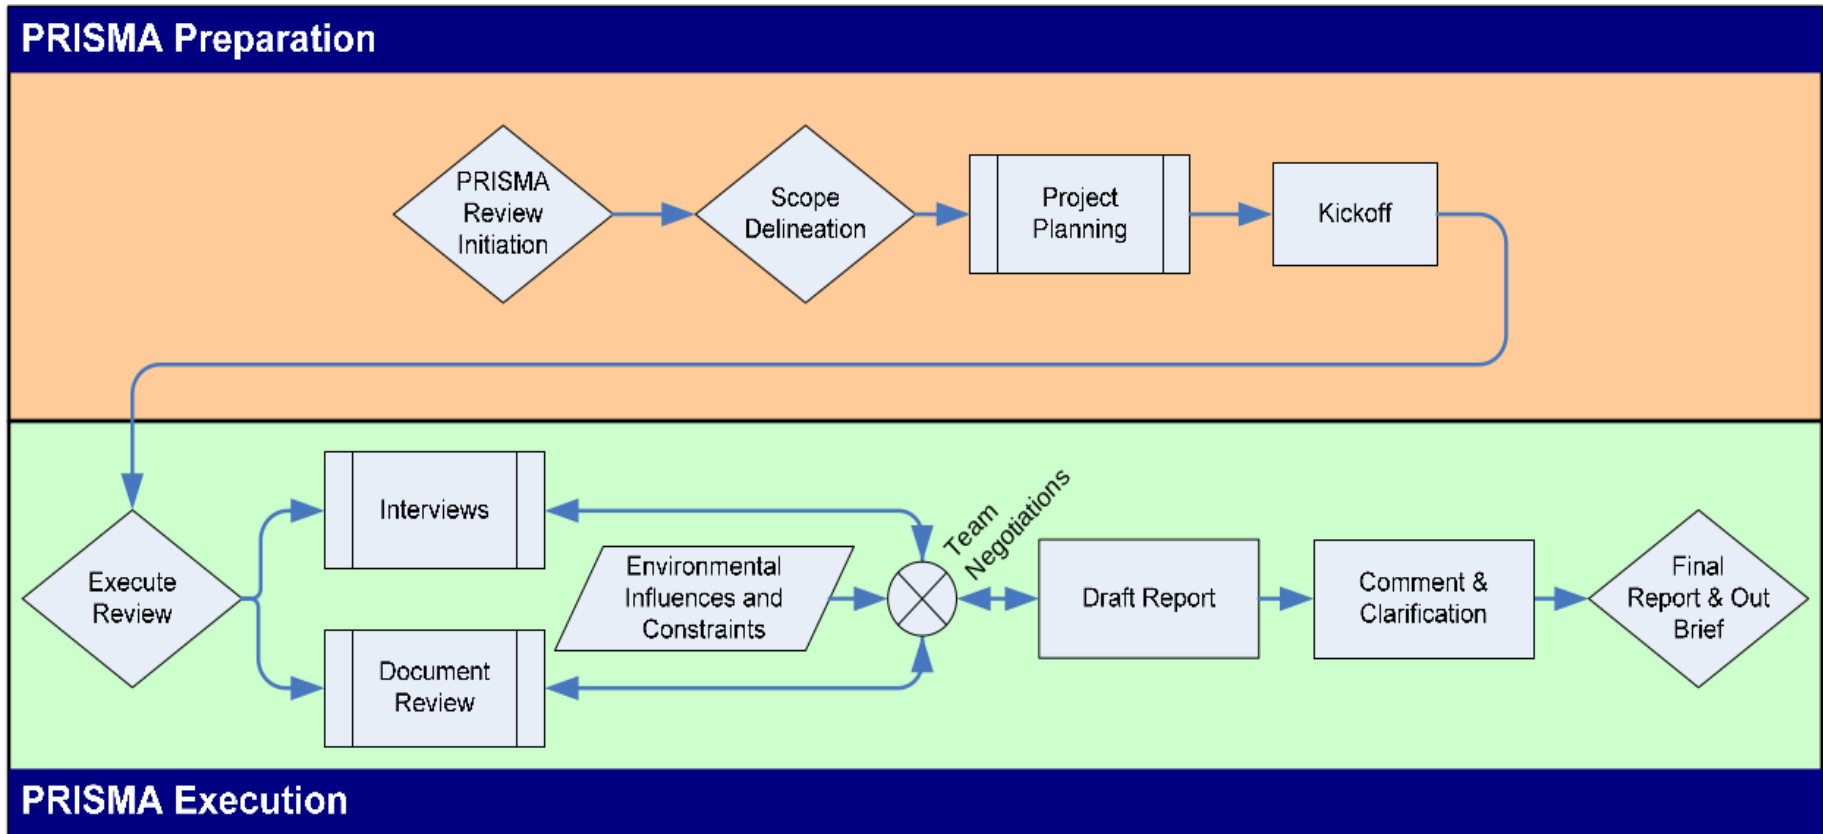 PRISMA Preparation
PRISMA
Review
Initiation
Scope
Delineation
Project
Planning
Kickoff
Execute
Review
Interviews
Document
Review
Environmental
Influences and
Constraints
Team
Negotiations
Draft Report
Comment &
Clarification
Final
Report & Out
Brief
PRISMA Execution